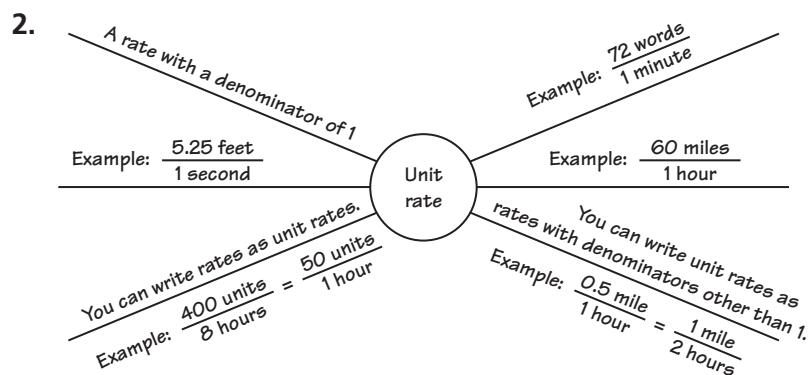 2.
A rate with a denominator of 1
Example: 72 words / 1 minute
Example: 5.25 feet / 1 second
Unit
rate
Example: 60 miles / 1 hour
You can write rates as unit rates.
Example: 400 units / 8 hours = 50 units / 1 hour
You can write unit rates as
rates with denominators other than 1.
Example: 0.5 mile / 1 hour = 1 mile / 2 hours